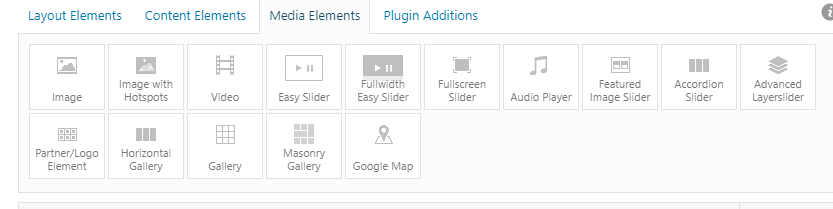 Layout Elements Content Elements Media Elements Plugin Additions
Image
Image with
Hotspots
Video
Easy Slider
Fullwidth
Easy Slider
Fullscreen
Slider
Audio Player
Featured
Image Slider
Accordion
Slider
Advanced
Layerslider
Partner/Logo
Element
Horizontal
Gallery
Gallery
Masonry
Gallery
Google Map